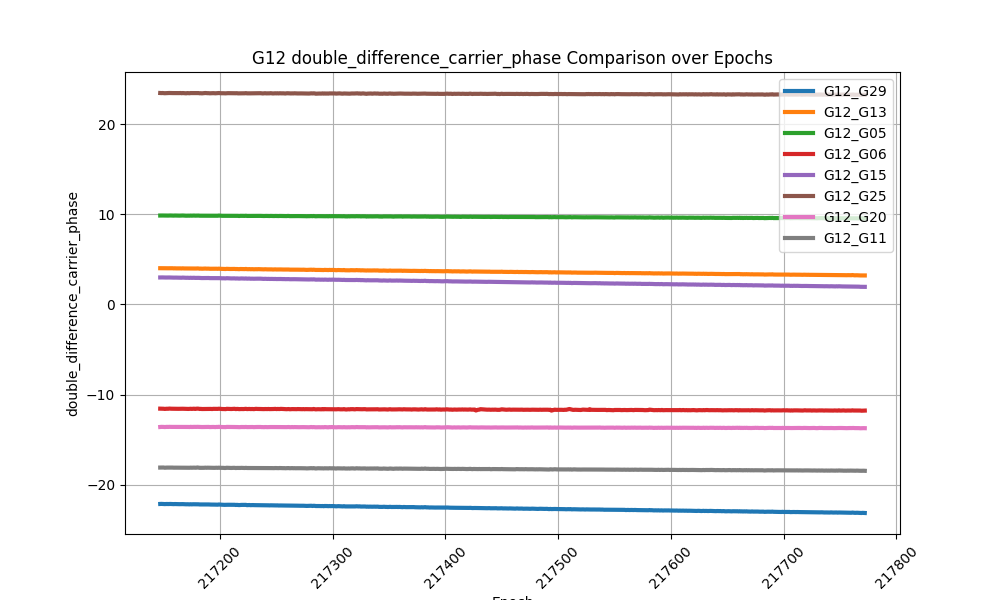 G12 double_difference_carrier_phase Comparison over Epochs
double_difference_carrier_phase
20
10
0
−10
−20
G12_G29
G12_G13
G12_G05
G12_G06
G12_G15
G12_G25
G12_G20
G12_G11
217200
217300
217400
217500
217600
217700
217800
Epoch